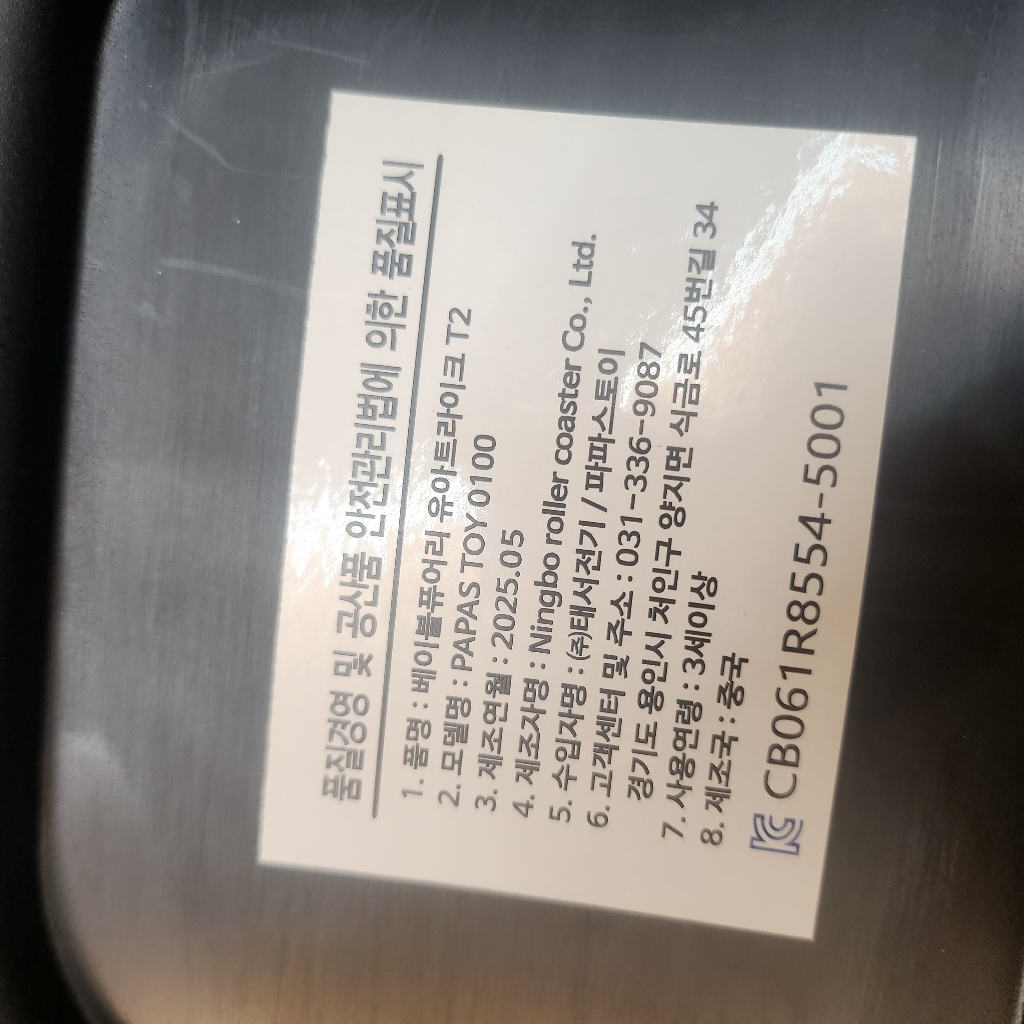 품질경영 및 공산품 안전관리법에 의한 품질표시
1. 품명 : 베이블퓨어리 유아트라이크 T2
2. 모델명 : PAPAS TOY 0100
3. 제조연월 : 2025.05
4. 제조자명 : Ningbo roller coaster Co., Ltd.
5. 수입자명 : (주)태서전기 / 파파스토이
6. 고객센터 및 주소 : 031-336-9087
경기도 용인시 처인구 양지면 식금로 45번길 34
7. 사용연령 : 3세이상
8. 제조국 : 중국
KC CB061R8554-5001